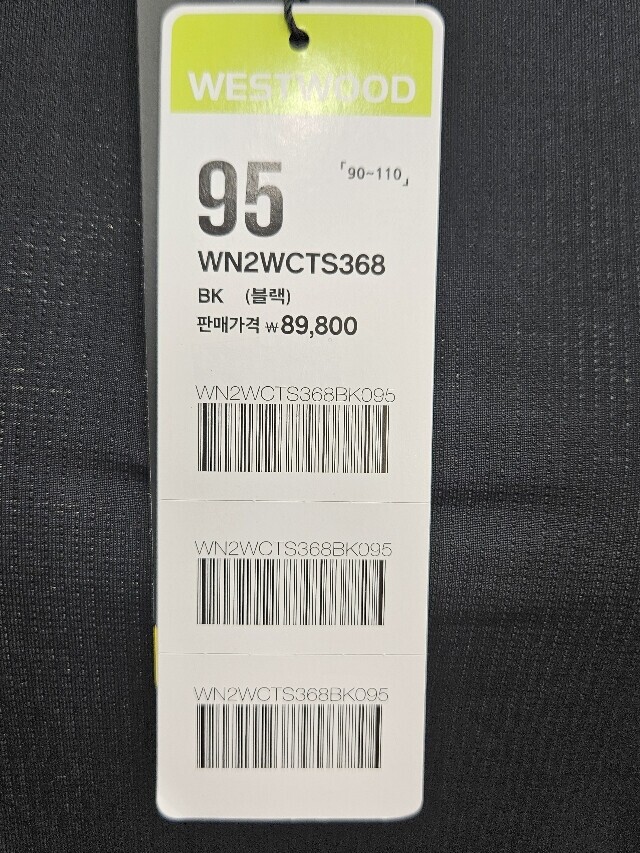 WESTWOOD
95 「90~110」
WN2WCTS368
BK (블랙)
판매가격 ₩89,800
WN2WCTS368BK095
WN2WCTS368BK095
WN2WCTS368BK095